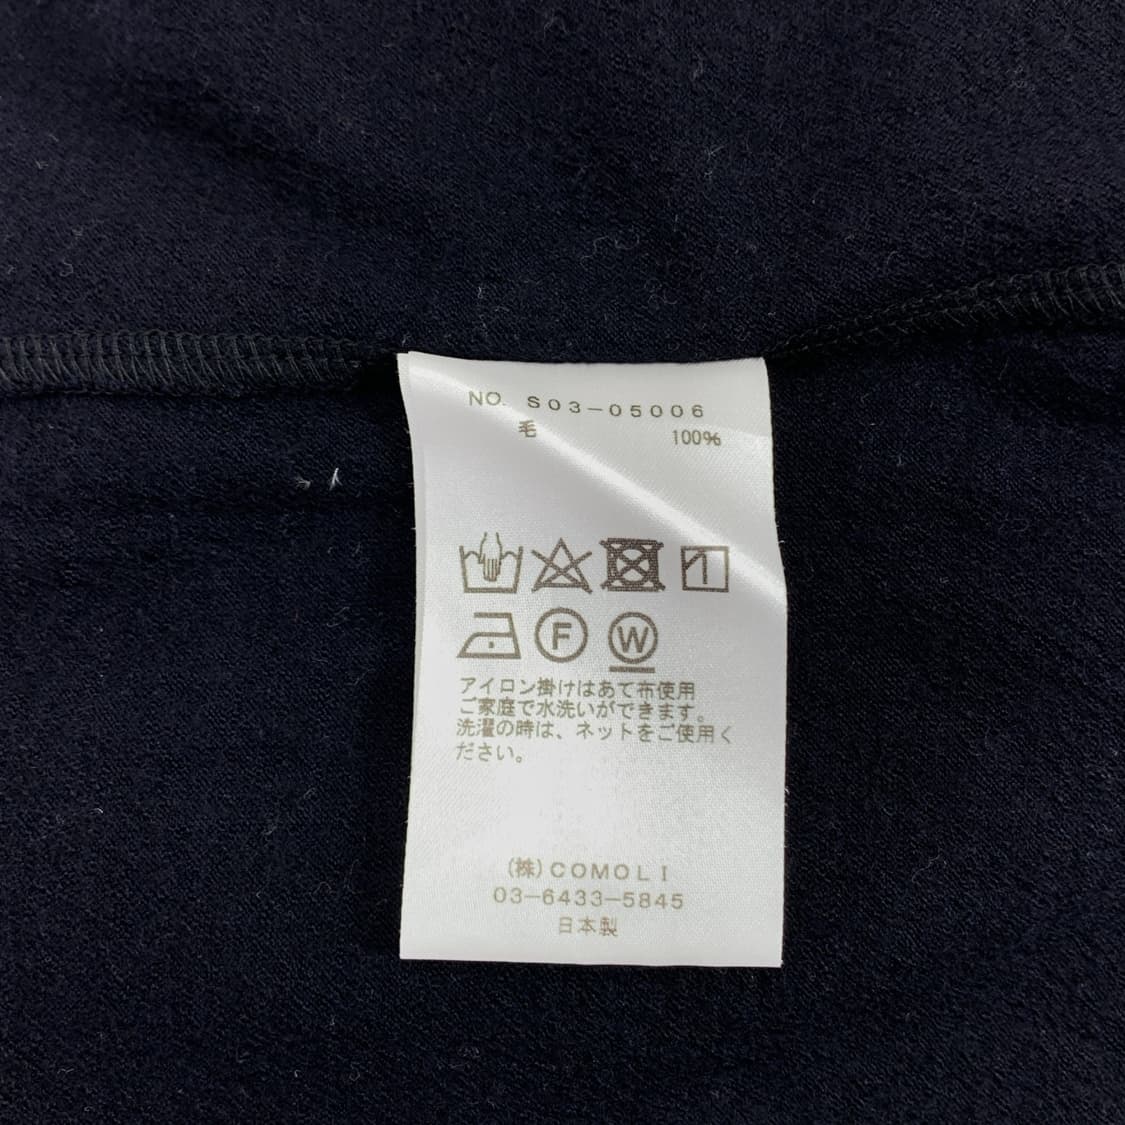 NO. S03-05006
毛 100%
F W
アイロン掛けはあて布使用
ご家庭で水洗いができます。
洗濯の時は、ネットをご使用く
ださい。
(株)COMOLI
03-6433-5845
日本製